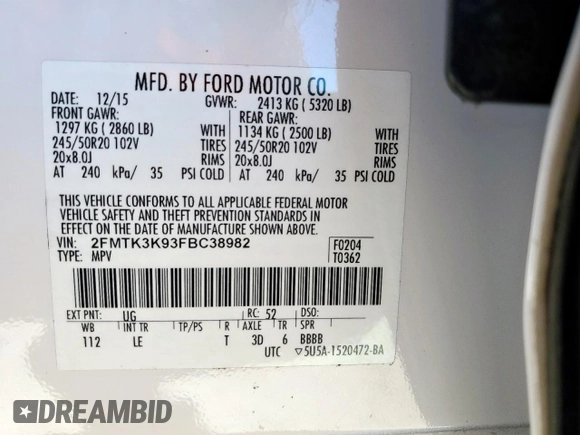 MFD. BY FORD MOTOR CO.
DATE: 12/15 GVWR: 2413 KG ( 5320 LB)
FRONT GAWR: REAR GAWR:
1297 KG ( 2860 LB) WITH 1134 KG ( 2500 LB) WITH
245/50R20 102V TIRES 245/50R20 102V TIRES
20x8.0J RIMS 20x8.0J RIMS
AT 240 kPa/ 35 PSI COLD AT 240 kPa/ 35 PSI COLD
THIS VEHICLE CONFORMS TO ALL APPLICABLE FEDERAL MOTOR
VEHICLE SAFETY AND THEFT PREVENTION STANDARDS IN
EFFECT ON THE DATE OF MANUFACTURE SHOWN ABOVE.
VIN: 2FMTK3K93FBC38982 F0204
TYPE: MPV T0362
EXT PNT: UG RC: 52 DSO:
WB INT TR TP/PS R AXLE TR SPR
112 LE T 3D 6 BBBB
UTC ▽5U5A-1520472-BA
DREAMBID